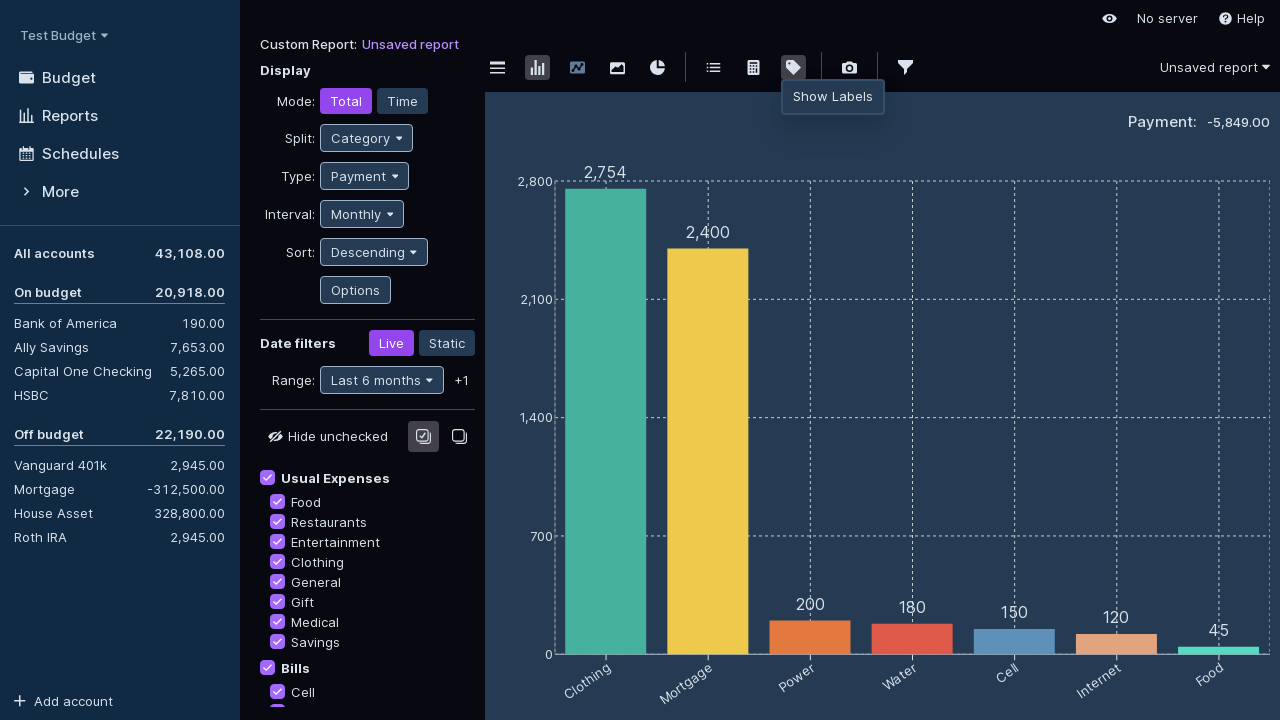 Test Budget
Budget
Reports
Schedules
More
All accounts 43,108.00
On budget 20,918.00
Bank of America 190.00
Ally Savings 7,653.00
Capital One Checking 5,265.00
HSBC 7,810.00
Off budget 22,190.00
Vanguard 401k 2,945.00
Mortgage -312,500.00
House Asset 328,800.00
Roth IRA 2,945.00
Add account
No server
Help
Custom Report: Unsaved report
Display
Mode: Total Time
Split: Category
Type: Payment
Interval: Monthly
Sort: Descending
Options
Date filters Live Static
Range: Last 6 months +1
Hide unchecked
Usual Expenses
Food
Restaurants
Entertainment
Clothing
General
Gift
Medical
Savings
Bills
Cell
Unsaved report
Show Labels
Payment: -5,849.00
2,800
2,100
1,400
700
0
2,754
2,400
200
180
150
120
45
Clothing
Mortgage
Power
Water
Cell
Internet
Food